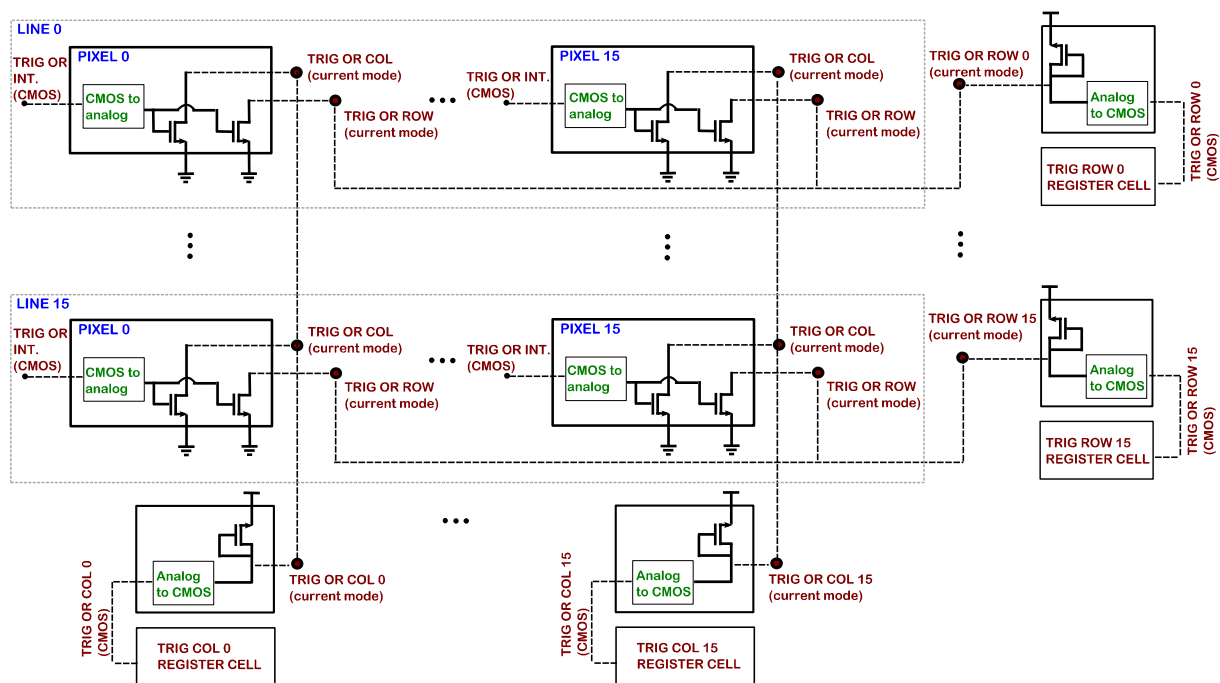 LINE 0
PIXEL 0
TRIG OR
INT.
(CMOS)
CMOS to
analog
TRIG OR COL
(current mode)
TRIG OR ROW
(current mode)
PIXEL 15
TRIG OR INT.
(CMOS)
CMOS to
analog
TRIG OR COL
(current mode)
TRIG OR ROW
(current mode)
TRIG OR ROW 0
(current mode)
Analog
to CMOS
TRIG OR ROW 0
(CMOS)
TRIG ROW 0
REGISTER CELL
LINE 15
PIXEL 0
TRIG OR
INT.
(CMOS)
CMOS to
analog
TRIG OR COL
(current mode)
TRIG OR ROW
(current mode)
PIXEL 15
TRIG OR INT.
(CMOS)
CMOS to
analog
TRIG OR COL
(current mode)
TRIG OR ROW
(current mode)
TRIG OR ROW 15
(current mode)
Analog
to CMOS
TRIG OR ROW 15
(CMOS)
TRIG ROW 15
REGISTER CELL
TRIG OR COL 0
(CMOS)
Analog
to CMOS
TRIG OR COL 0
(current mode)
TRIG COL 0
REGISTER CELL
TRIG OR COL 15
(CMOS)
Analog
to CMOS
TRIG OR COL 15
(current mode)
TRIG COL 15
REGISTER CELL